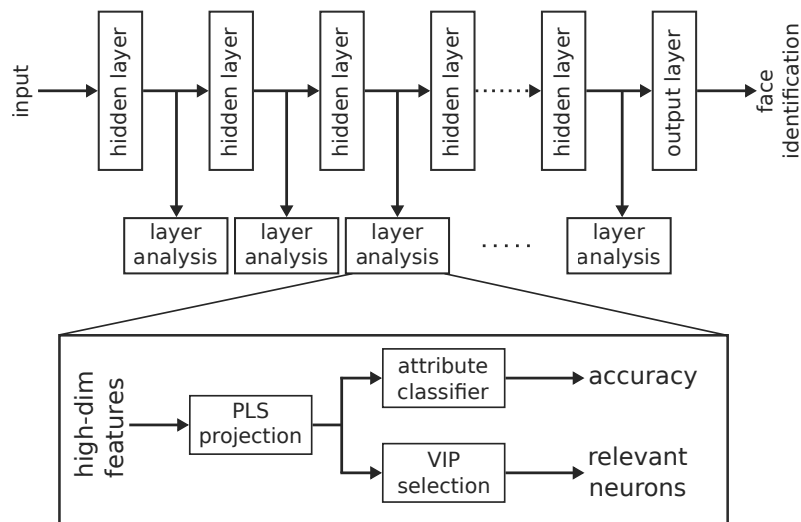 input
hidden layer
hidden layer
hidden layer
hidden layer
hidden layer
output layer
face
identification
layer
analysis
layer
analysis
layer
analysis
.....
layer
analysis
high-dim
features
PLS
projection
attribute
classifier
accuracy
VIP
selection
relevant
neurons